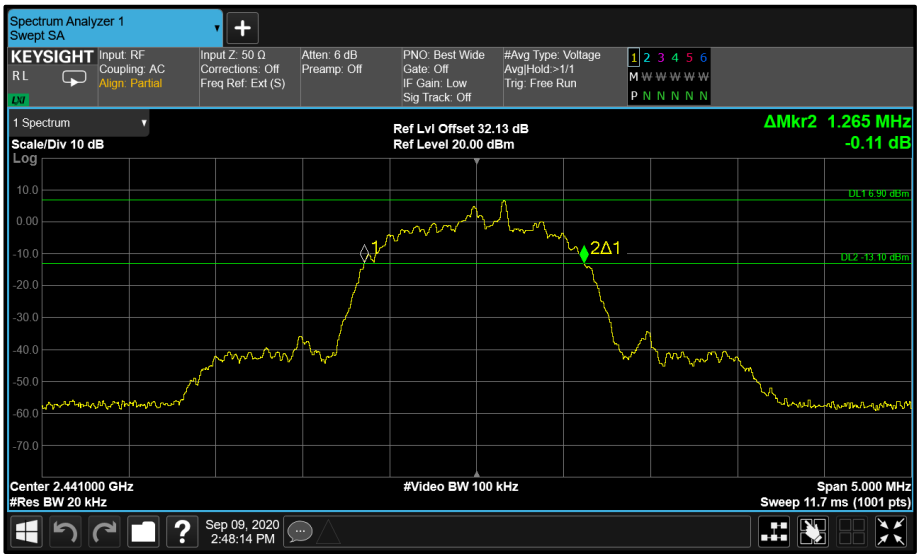 Spectrum Analyzer 1
Swept SA
+
KEYSIGHT
RL
LXI
Input: RF
Coupling: AC
Align: Partial
Input Z: 50 Ω
Corrections: Off
Freq Ref: Ext (S)
Atten: 6 dB
Preamp: Off
PNO: Best Wide
Gate: Off
IF Gain: Low
Sig Track: Off
#Avg Type: Voltage
Avg|Hold:>1/1
Trig: Free Run
1 2 3 4 5 6
M W W W W W
P N N N N N
1 Spectrum
Scale/Div 10 dB
Log
Ref Lvl Offset 32.13 dB
Ref Level 20.00 dBm
ΔMkr2 1.265 MHz
-0.11 dB
10.0
DL1 6.90 dBm
0.00
1
2Δ1
-10.0
DL2 -13.10 dBm
-20.0
-30.0
-40.0
-50.0
-60.0
-70.0
Center 2.441000 GHz
#Res BW 20 kHz
#Video BW 100 kHz
Span 5.000 MHz
Sweep 11.7 ms (1001 pts)
?
Sep 09, 2020
2:48:14 PM